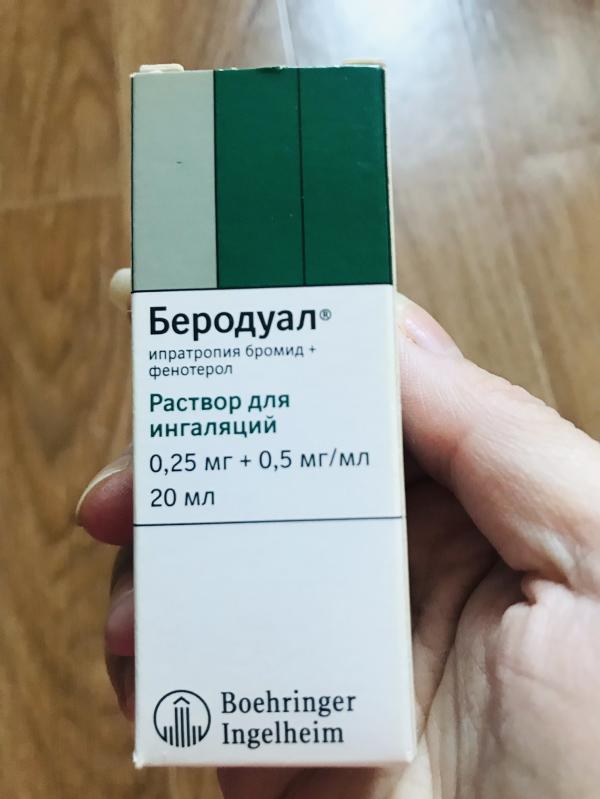 Беродуал®
ипратропия бромид +
фенотерол
Раствор для
ингаляций
0,25 мг + 0,5 мг/мл
20 мл
Boehringer
Ingelheim